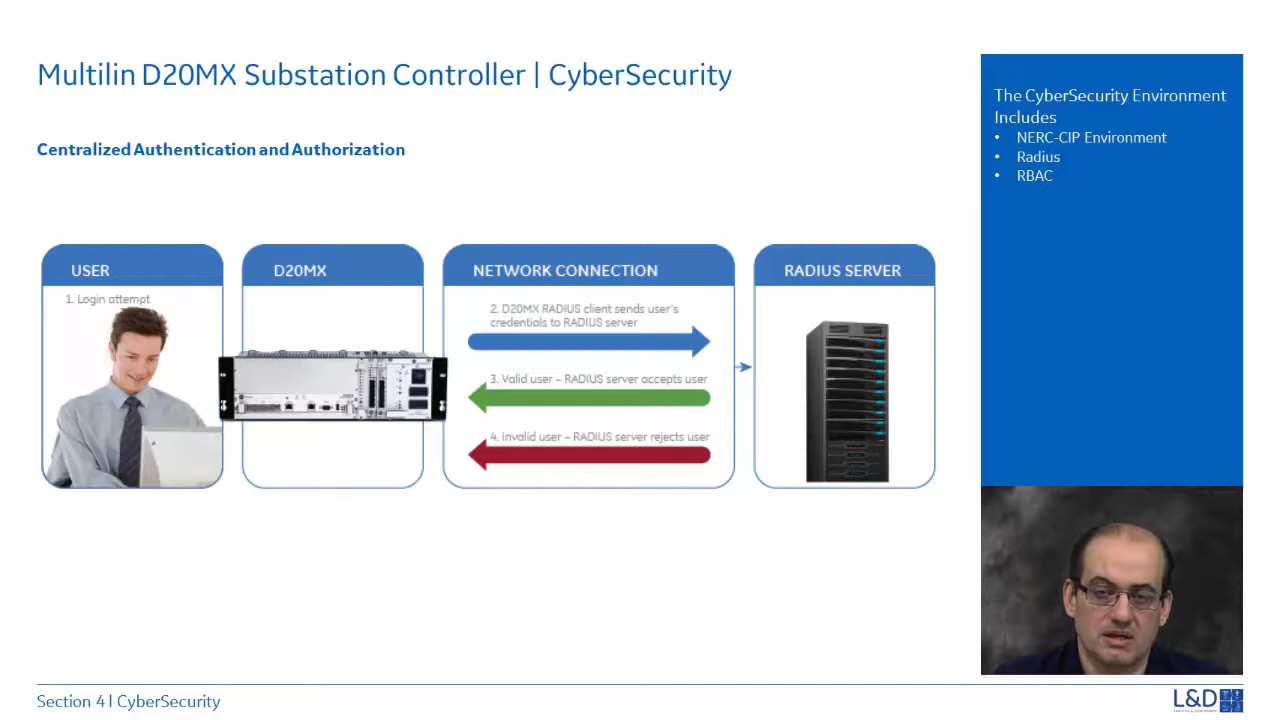 Multilin D20MX Substation Controller | CyberSecurity
Centralized Authentication and Authorization
USER
1. Login attempt
D20MX
NETWORK CONNECTION
2. D20MX RADIUS client sends user's
credentials to RADIUS server
3. Valid user – RADIUS server accepts user
4. Invalid user – RADIUS server rejects user
RADIUS SERVER
The CyberSecurity Environment
Includes
• NERC-CIP Environment
• Radius
• RBAC
Section 4 | CyberSecurity
L&D